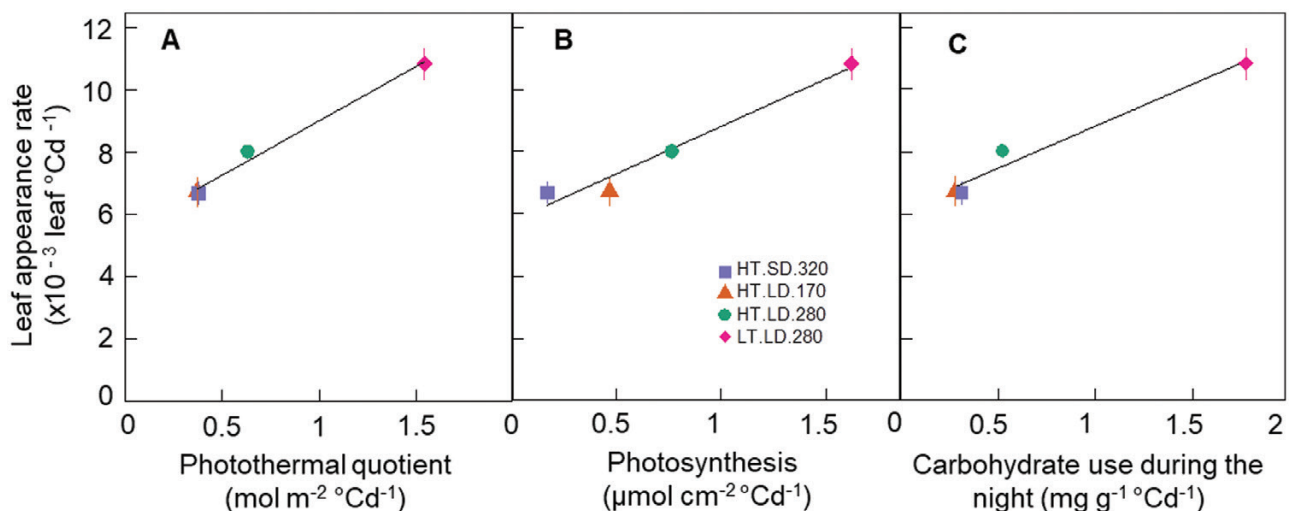 Leaf appearance rate
(x10⁻³ leaf °Cd⁻¹)
12
10
8
6
4
2
0
A
0
0.5
1
1.5
Photothermal quotient
(mol m⁻² °Cd⁻¹)
B
HT.SD.320
HT.LD.170
HT.LD.280
LT.LD.280
0
0.5
1
1.5
Photosynthesis
(µmol cm⁻² °Cd⁻¹)
C
0
0.5
1
1.5
2
Carbohydrate use during the
night (mg g⁻¹ °Cd⁻¹)